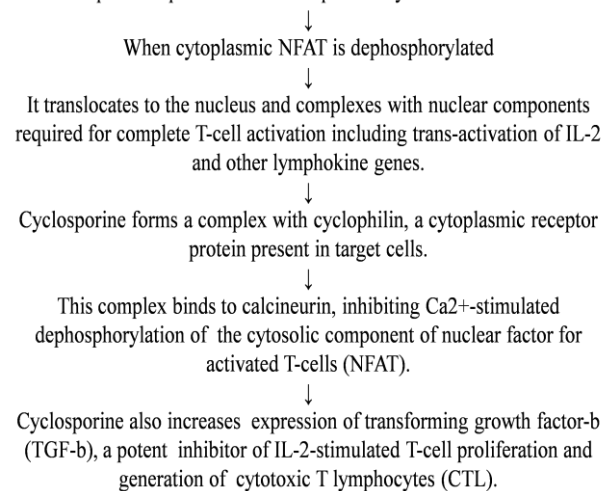 ↓
When cytoplasmic NFAT is dephosphorylated
↓
It translocates to the nucleus and complexes with nuclear components
required for complete T-cell activation including trans-activation of IL-2
and other lymphokine genes.
↓
Cyclosporine forms a complex with cyclophilin, a cytoplasmic receptor
protein present in target cells.
↓
This complex binds to calcineurin, inhibiting Ca2+-stimulated
dephosphorylation of the cytosolic component of nuclear factor for
activated T-cells (NFAT).
↓
Cyclosporine also increases expression of transforming growth factor-b
(TGF-b), a potent inhibitor of IL-2-stimulated T-cell proliferation and
generation of cytotoxic T lymphocytes (CTL).